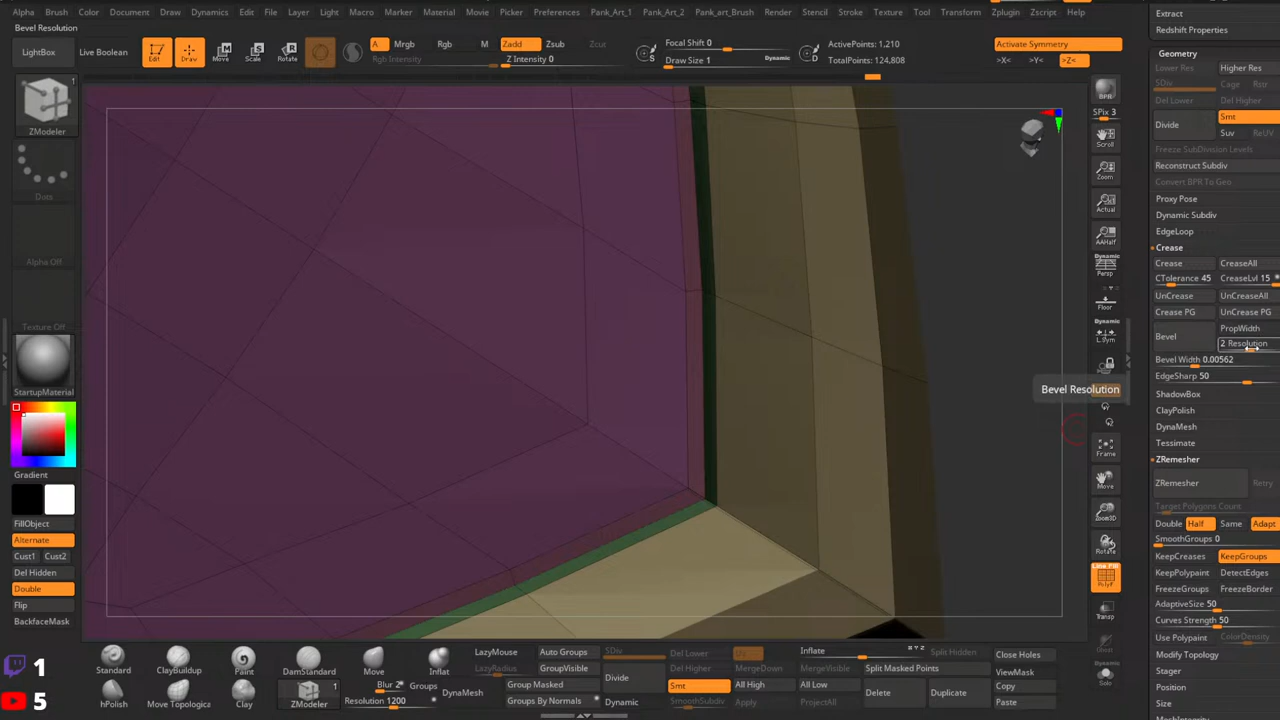 Alpha Brush Color Document Draw Dynamics Edit File Layer Light Macro Marker Material Movie Picker Preferences Pank_Art_1 Pank_Art_2 Pank_art_Brush Render Stencil Stroke Texture Tool Transform Zplugin Zscript Help
Bevel Resolution
LightBox
Live Boolean
Edit
Draw
Move
Scale
Rotate
A Mrgb Rgb M Zadd Zsub Zcut
Rgb Intensity Z Intensity 0
S
Focal Shift 0
Draw Size 1 Dynamic
D
ActivePoints: 1,210
TotalPoints: 124,808
Activate Symmetry
>X< >Y< >Z<
1
ZModeler
Dots
Alpha Off
Texture Off
StartupMaterial
Gradient
FillObject
Alternate
Cust1 Cust2
Del Hidden
Double
Flip
BackfaceMask
1
5
BPR
SPix 3
Scroll
Zoom
Actual
AAHalf
Dynamic
Persp
Floor
Dynamic
L.Sym
Bevel Resolution
Frame
Move
Zoom3D
Rotate
Line Fill
PolyF
Transp
Ghost
Dynamic
Solo
Extract
Redshift Properties
Geometry
Lower Res Higher Res
SDiv Cage Rstr
Del Lower Del Higher
Divide Smt
Suv ReUV
Freeze SubDivision Levels
Reconstruct Subdiv
Convert BPR To Geo
Proxy Pose
Dynamic Subdiv
EdgeLoop
Crease
Crease CreaseAll
CTolerance 45 CreaseLvl 15
UnCrease UnCreaseAll
Crease PG UnCrease PG
Bevel PropWidth
2 Resolution
Bevel Width 0.00562
EdgeSharp 50
ShadowBox
ClayPolish
DynaMesh
Tessimate
ZRemesher
ZRemesher Retry
Target Polygons Count
Double Half Same Adapt
SmoothGroups 0
KeepCreases KeepGroups
KeepPolypaint DetectEdges
FreezeGroups FreezeBorder
AdaptiveSize 50
Curves Strength 50
Use Polypaint ColorDensity
Modify Topology
Stager
Position
Size
MeshIntegrity
Standard ClayBuildup Paint DamStandard Move Inflat
hPolish Move Topologica Clay ZModeler 1
LazyMouse
LazyRadius
Blur 2 Groups
Resolution 1200 DynaMesh
Auto Groups
GroupVisible
Group Masked
Groups By Normals
SDiv
Divide
Dynamic
Del Lower
Del Higher
Smt
SmoothSubdiv
Uv
MergeDown
All High
Apply
Inflate X Y Z
MergeVisible
All Low
ProjectAll
Split Hidden
Split Masked Points
Delete
Duplicate
Close Holes
ViewMask
Copy
Paste